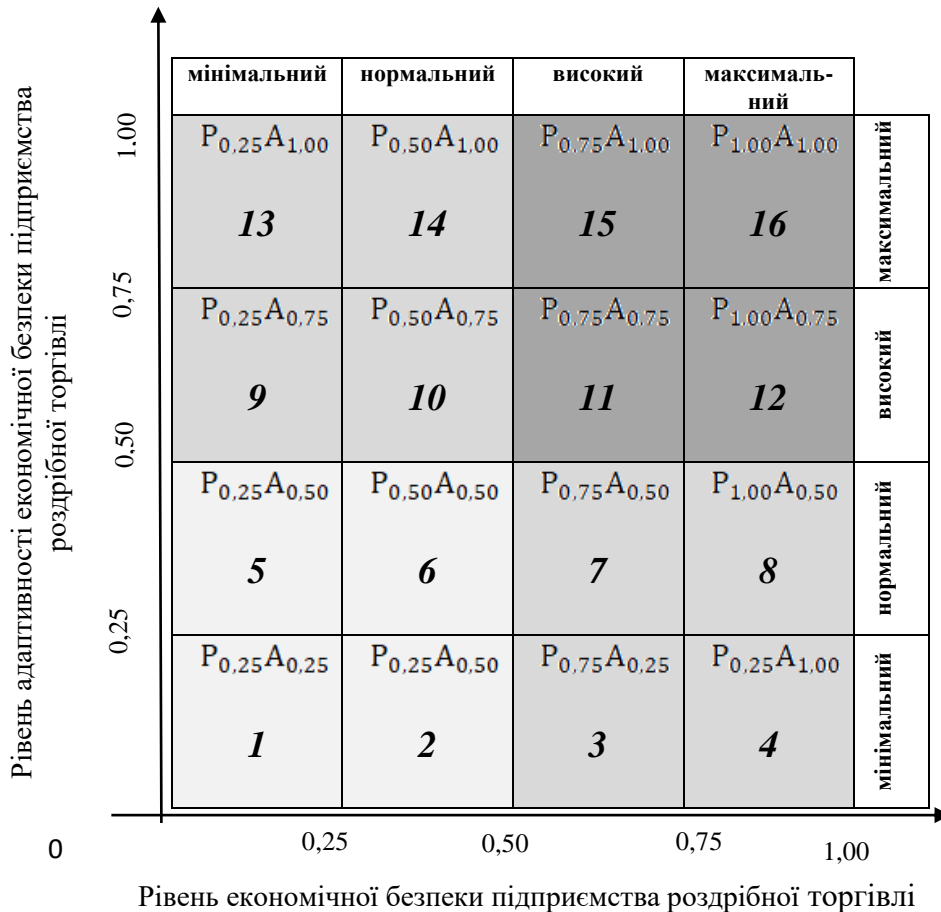 мінімальний нормальний високий максималь-
ний
P0,25A1,00 P0,50A1,00 P0.75A1.00 P1.00A1.00
13 14 15 16
P0,25A0,75 P0,50A0,75 P0.75A0.75 P1.00A0.75
9 10 11 12
P0,25A0,50 P0,50A0,50 P0,75A0,50 P1,00A0,50
5 6 7 8
P0,25A0,25 P0,25A0,50 P0,75A0,25 P0,25A1,00
1 2 3 4
максимальний
високий
нормальний
мінімальний
Рівень адаптивності економічної безпеки підприємства
роздрібної торгівлі
1.00
0,75
0,50
0,25
0
0,25 0,50 0,75 1,00
Рівень економічної безпеки підприємства роздрібної торгівлі